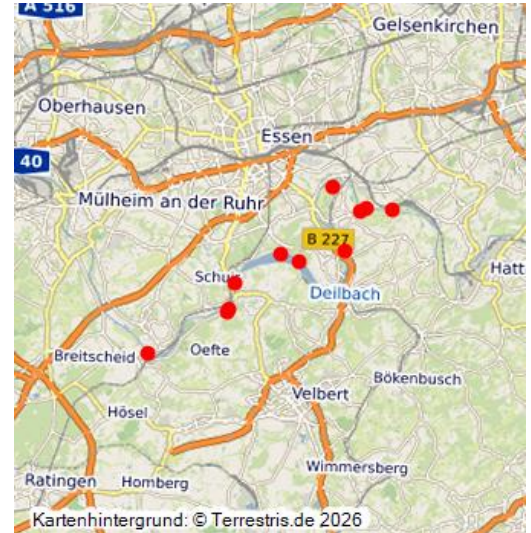 A 516
Gelsenkirchen
Oberhausen
Essen
40
Mülheim an der Ruhr
B 227
Schuir
Hatt
Deilbach
Breitscheid
Oefte
Bökenbusch
Velbert
Hösel
Wimmersberg
Ratingen
Homberg
Kartenhintergrund: © Terrestris.de 2026